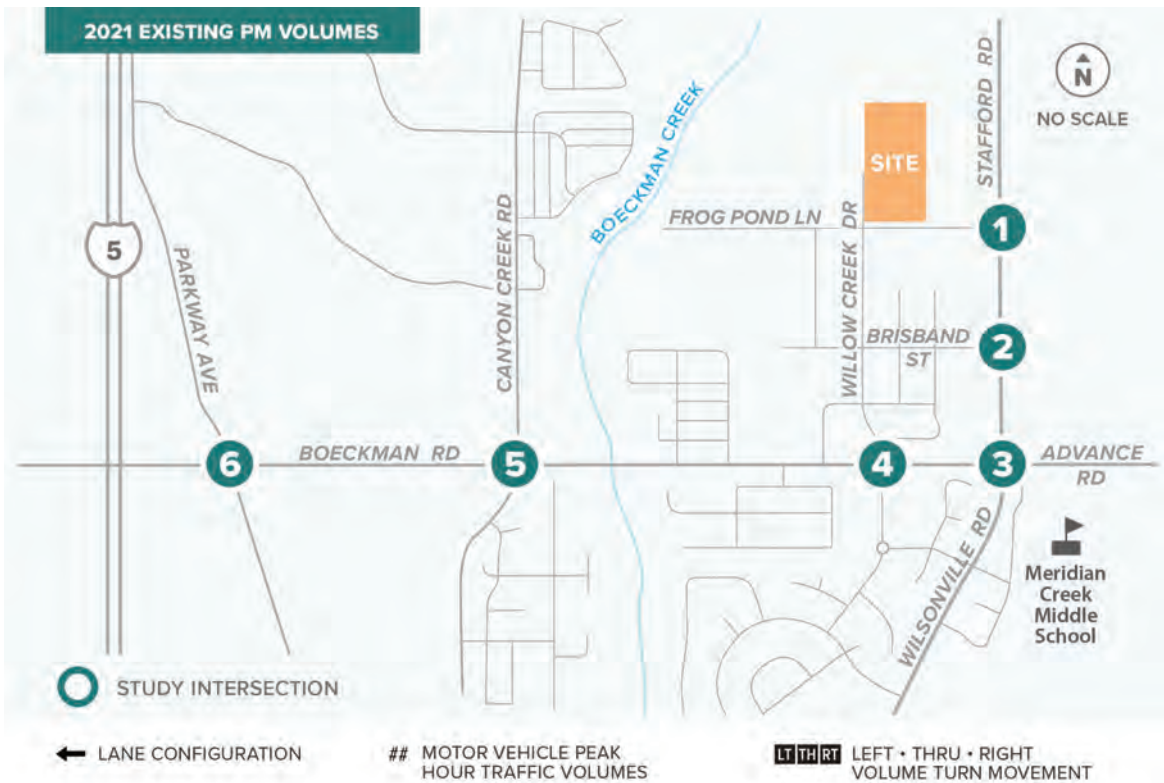 2021 EXISTING PM VOLUMES
N
NO SCALE
STAFFORD RD
BOECKMAN CREEK
SITE
FROG POND LN
1
5
PARKWAY AVE
CANYON CREEK RD
WILLOW CREEK DR
BRISBAND
ST
2
6
BOECKMAN RD
5
4
3
ADVANCE
RD
WILSONVILLE RD
Meridian
Creek
Middle
School
STUDY INTERSECTION
LANE CONFIGURATION
## MOTOR VEHICLE PEAK
HOUR TRAFFIC VOLUMES
LT TH RT LEFT • THRU • RIGHT
VOLUME TURN MOVEMENT